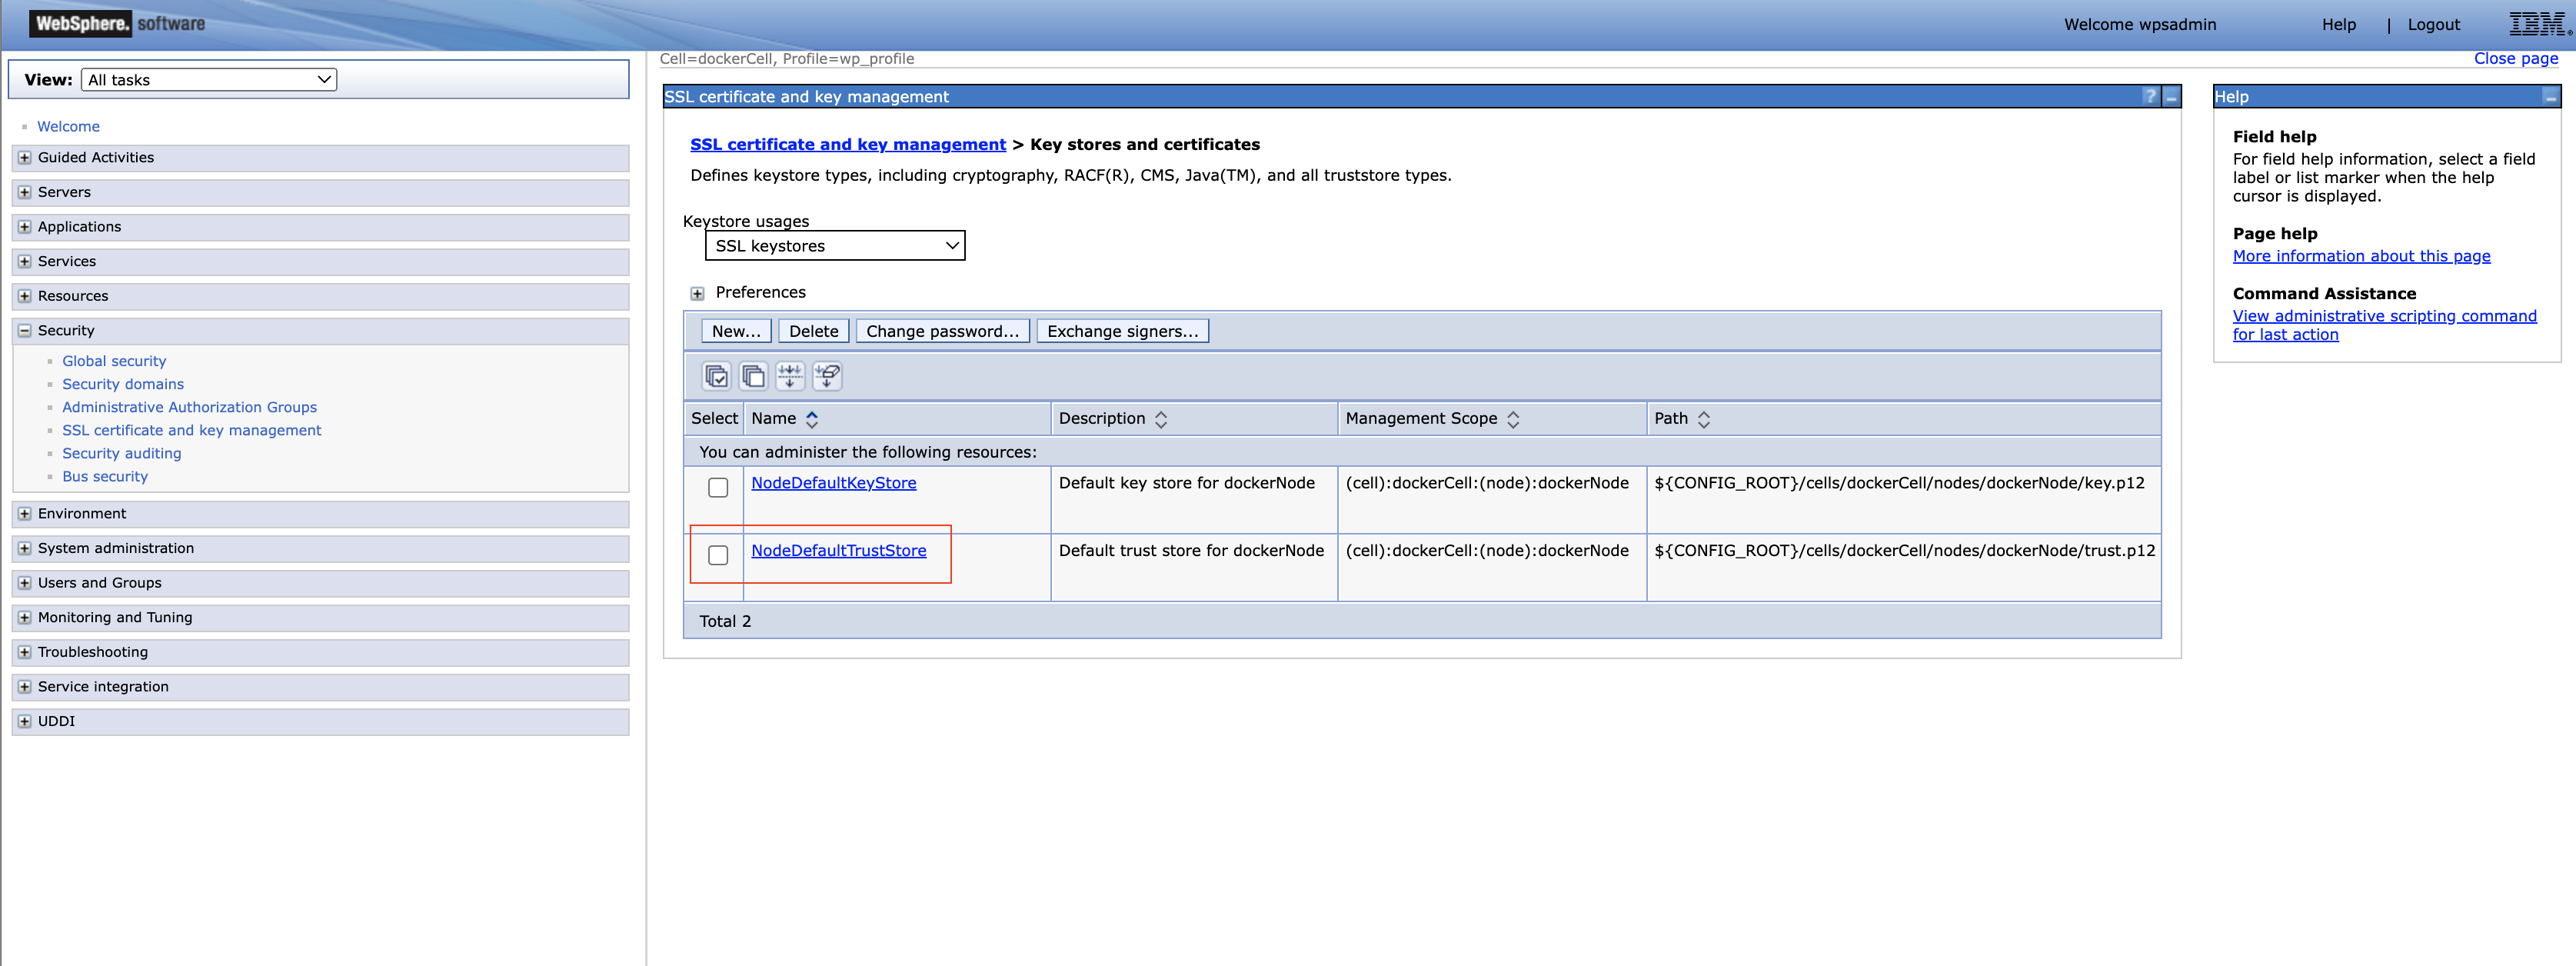 WebSphere. software
Welcome wpsadmin
Help | Logout
IBM®
View: All tasks
Welcome
Guided Activities
Servers
Applications
Services
Resources
Security
Global security
Security domains
Administrative Authorization Groups
SSL certificate and key management
Security auditing
Bus security
Environment
System administration
Users and Groups
Monitoring and Tuning
Troubleshooting
Service integration
UDDI
Cell=dockerCell, Profile=wp_profile
Close page
SSL certificate and key management
?
SSL certificate and key management > Key stores and certificates
Defines keystore types, including cryptography, RACF(R), CMS, Java(TM), and all truststore types.
Keystore usages
SSL keystores
Preferences
New... Delete Change password... Exchange signers...
Select Name Description Management Scope Path
You can administer the following resources:
NodeDefaultKeyStore Default key store for dockerNode (cell):dockerCell:(node):dockerNode ${CONFIG_ROOT}/cells/dockerCell/nodes/dockerNode/key.p12
NodeDefaultTrustStore Default trust store for dockerNode (cell):dockerCell:(node):dockerNode ${CONFIG_ROOT}/cells/dockerCell/nodes/dockerNode/trust.p12
Total 2
Help
Field help
For field help information, select a field
label or list marker when the help
cursor is displayed.
Page help
More information about this page
Command Assistance
View administrative scripting command
for last action